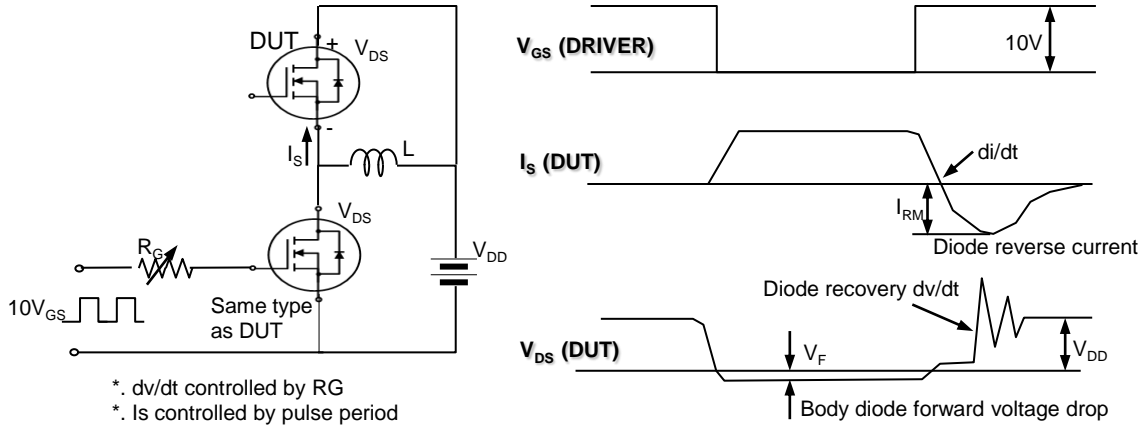 DUT
+
V_DS
-
I_S
L
V_DS
R_G
V_DD
10V_GS
Same type
as DUT
*. dv/dt controlled by RG
*. Is controlled by pulse period
V_GS (DRIVER)
10V
I_S (DUT)
di/dt
I_RM
Diode reverse current
Diode recovery dv/dt
V_DS (DUT)
V_F
V_DD
Body diode forward voltage drop